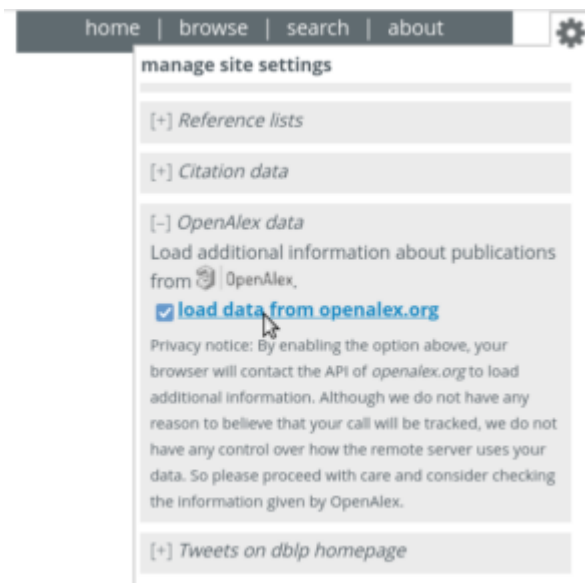 home | browse | search | about
manage site settings
[+] Reference lists
[+] Citation data
[–] OpenAlex data
Load additional information about publications
from OpenAlex.
load data from openalex.org
Privacy notice: By enabling the option above, your
browser will contact the API of openalex.org to load
additional information. Although we do not have any
reason to believe that your call will be tracked, we do not
have any control over how the remote server uses your
data. So please proceed with care and consider checking
the information given by OpenAlex.
[+] Tweets on dblp homepage